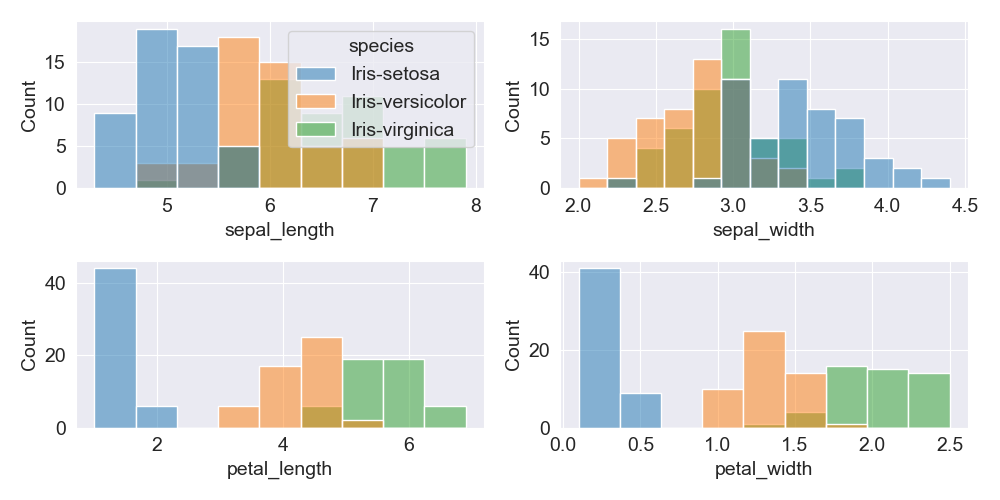 15
10
5
0
Count
5
6
7
8
sepal_length
species
Iris-setosa
Iris-versicolor
Iris-virginica
15
10
5
0
Count
2.0
2.5
3.0
3.5
4.0
4.5
sepal_width
40
20
0
Count
2
4
6
petal_length
40
20
0
Count
0.0
0.5
1.0
1.5
2.0
2.5
petal_width